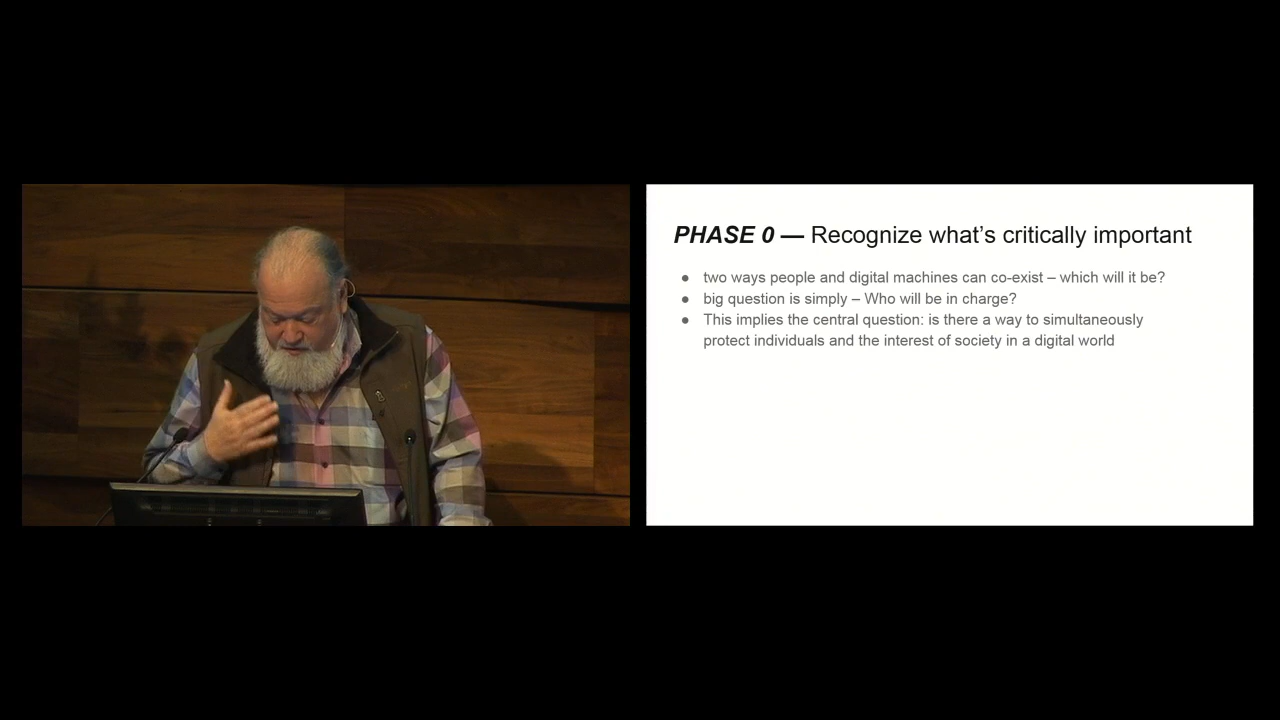 PHASE 0 — Recognize what's critically important
● two ways people and digital machines can co-exist – which will it be?
● big question is simply – Who will be in charge?
● This implies the central question: is there a way to simultaneously
protect individuals and the interest of society in a digital world